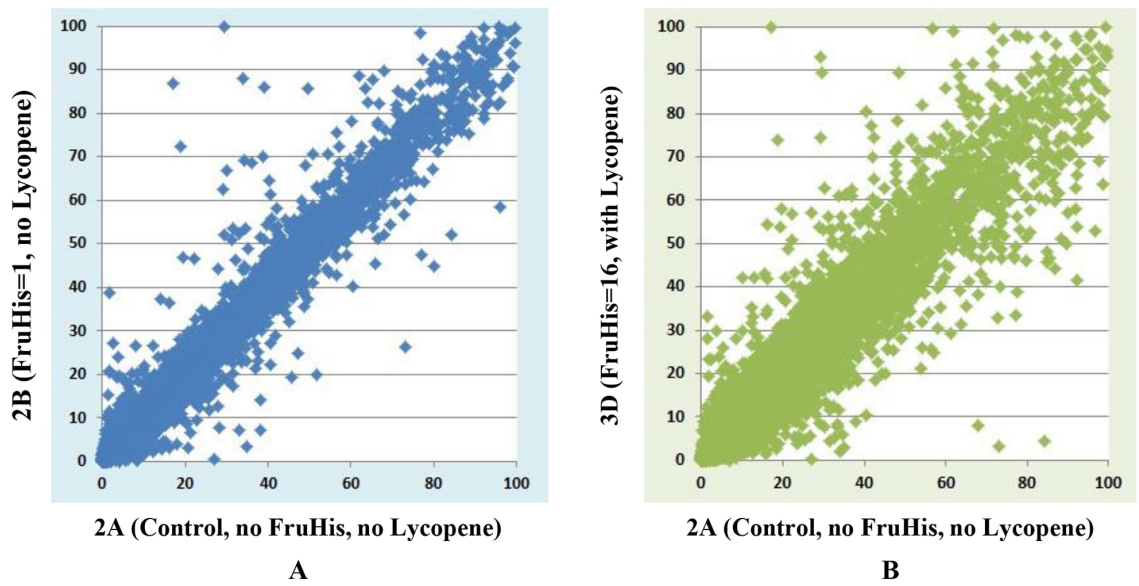 2B (FruHis=1, no Lycopene)
100
90
80
70
60
50
40
30
20
10
0
0 20 40 60 80 100
2A (Control, no FruHis, no Lycopene)
A
3D (FruHis=16, with Lycopene)
100
90
80
70
60
50
40
30
20
10
0
0 20 40 60 80 100
2A (Control, no FruHis, no Lycopene)
B